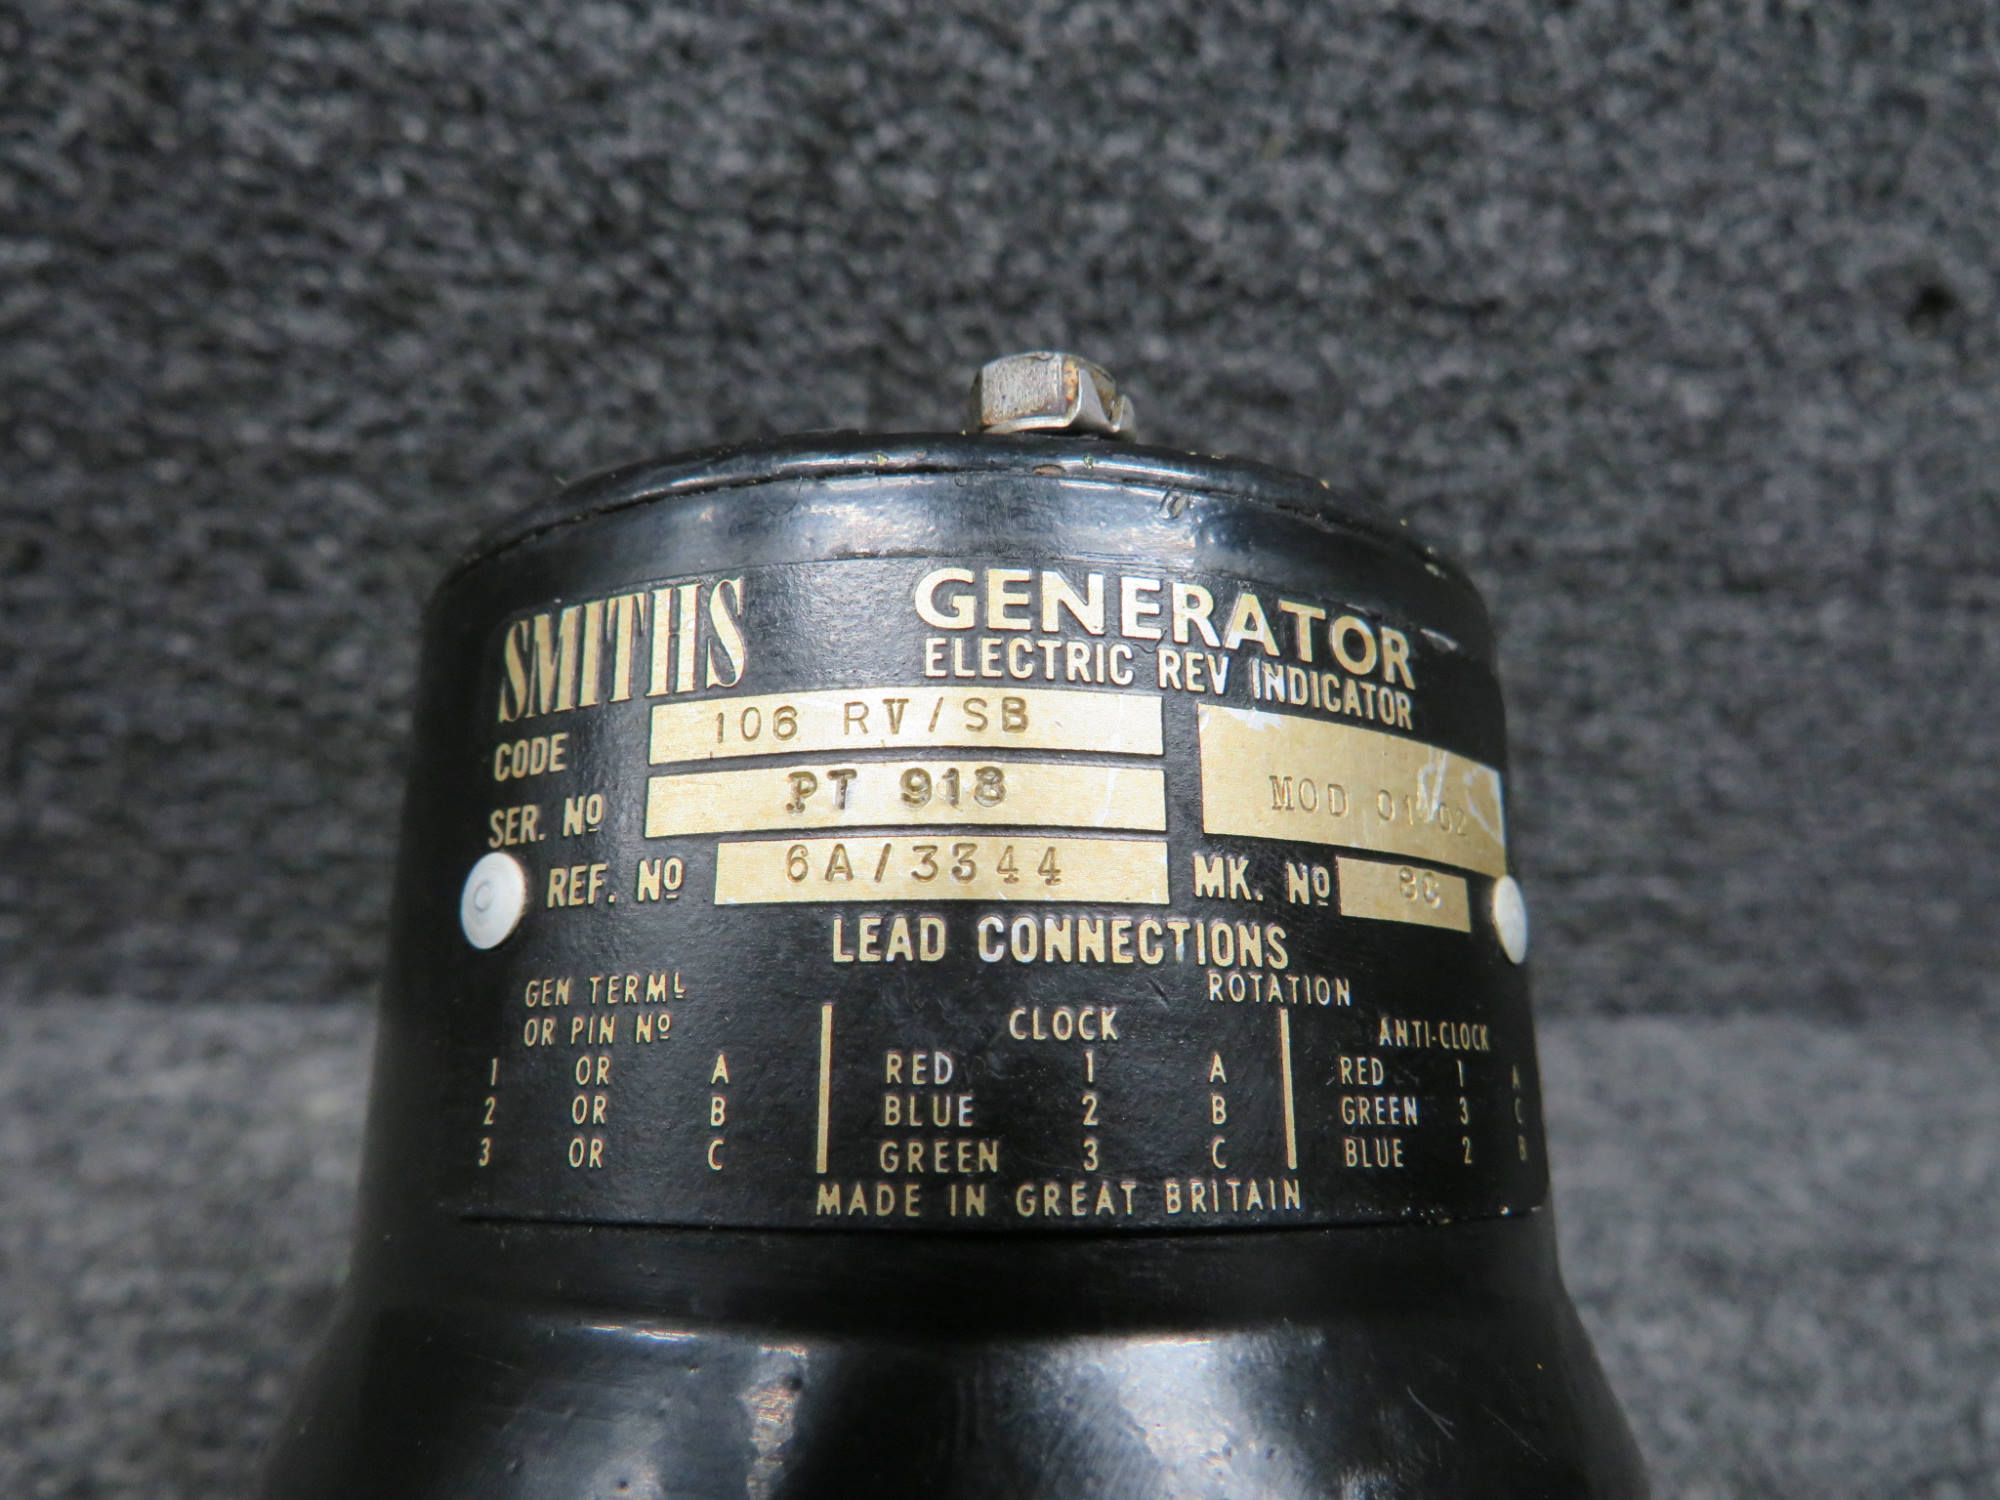 SMITHS GENERATOR
ELECTRIC REV INDICATOR
CODE 106 RV/SB
SER. Nº PT 918
MOD 01 02
REF. Nº 6A/3344 MK. Nº
LEAD CONNECTIONS
GEN TERML ROTATION
OR PIN Nº CLOCK ANTI-CLOCK
1 OR A RED 1 A RED 1 A
2 OR B BLUE 2 B GREEN 3 C
3 OR C GREEN 3 C BLUE 2 B
MADE IN GREAT BRITAIN